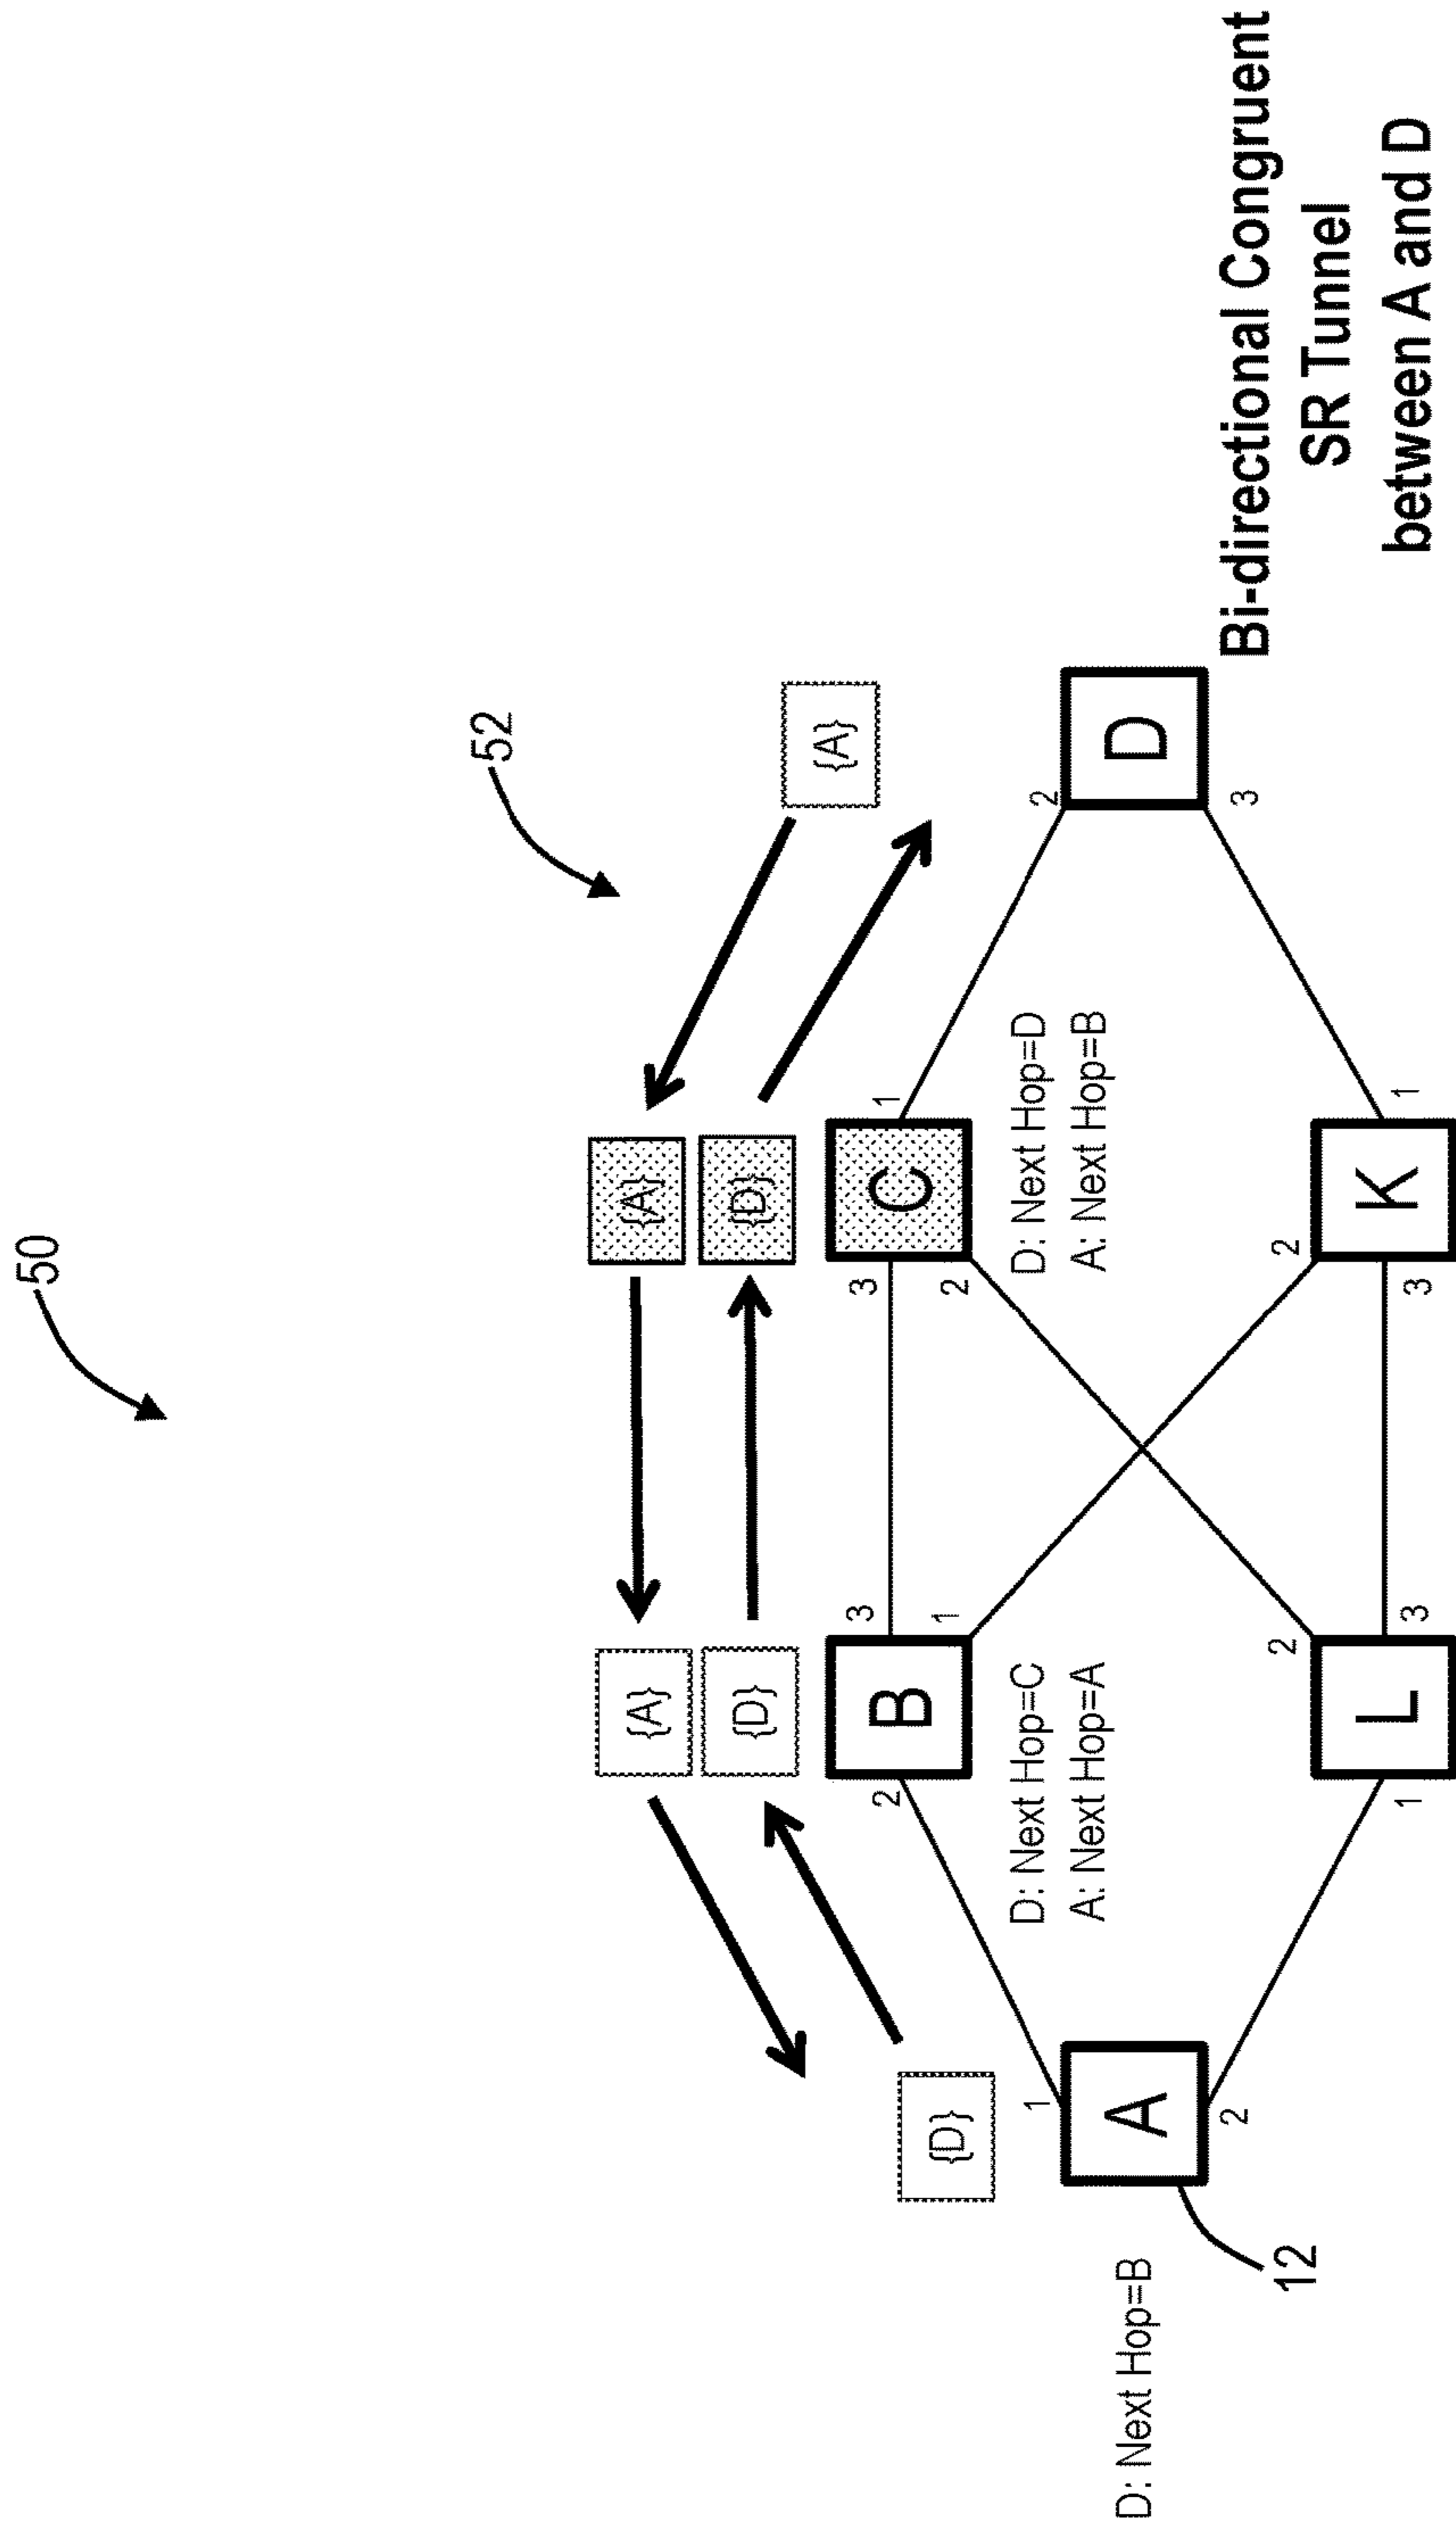 50
52
{A}
{A}
{A}
{D}
{D}
{D}
3
B
1
2
3
C
1
2
D: Next Hop=C
A: Next Hop=A
D: Next Hop=D
A: Next Hop=B
1
A
2
2
D
3
D: Next Hop=B
12
2
L
3
1
2
K
3
1
Bi-directional Congruent
SR Tunnel
between A and D